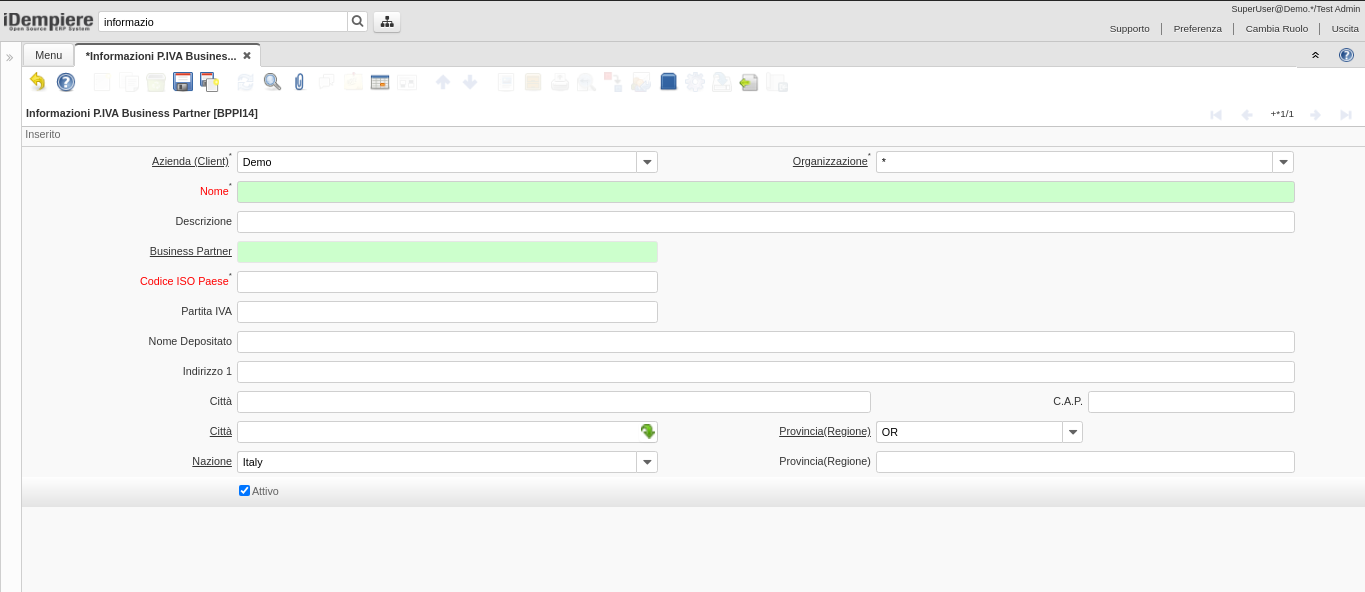 SuperUser@Demo.*/Test Admin
iDempiere
Open Source ERP System
informazio
Supporto Preferenza Cambia Ruolo Uscita
Menu *Informazioni P.IVA Busines...
Informazioni P.IVA Business Partner [BPPI14] +*1/1
Inserito
Azienda (Client)* Demo Organizzazione* *
Nome*
Descrizione
Business Partner
Codice ISO Paese*
Partita IVA
Nome Depositato
Indirizzo 1
Città C.A.P.
Città Provincia(Regione) OR
Nazione Italy Provincia(Regione)
Attivo